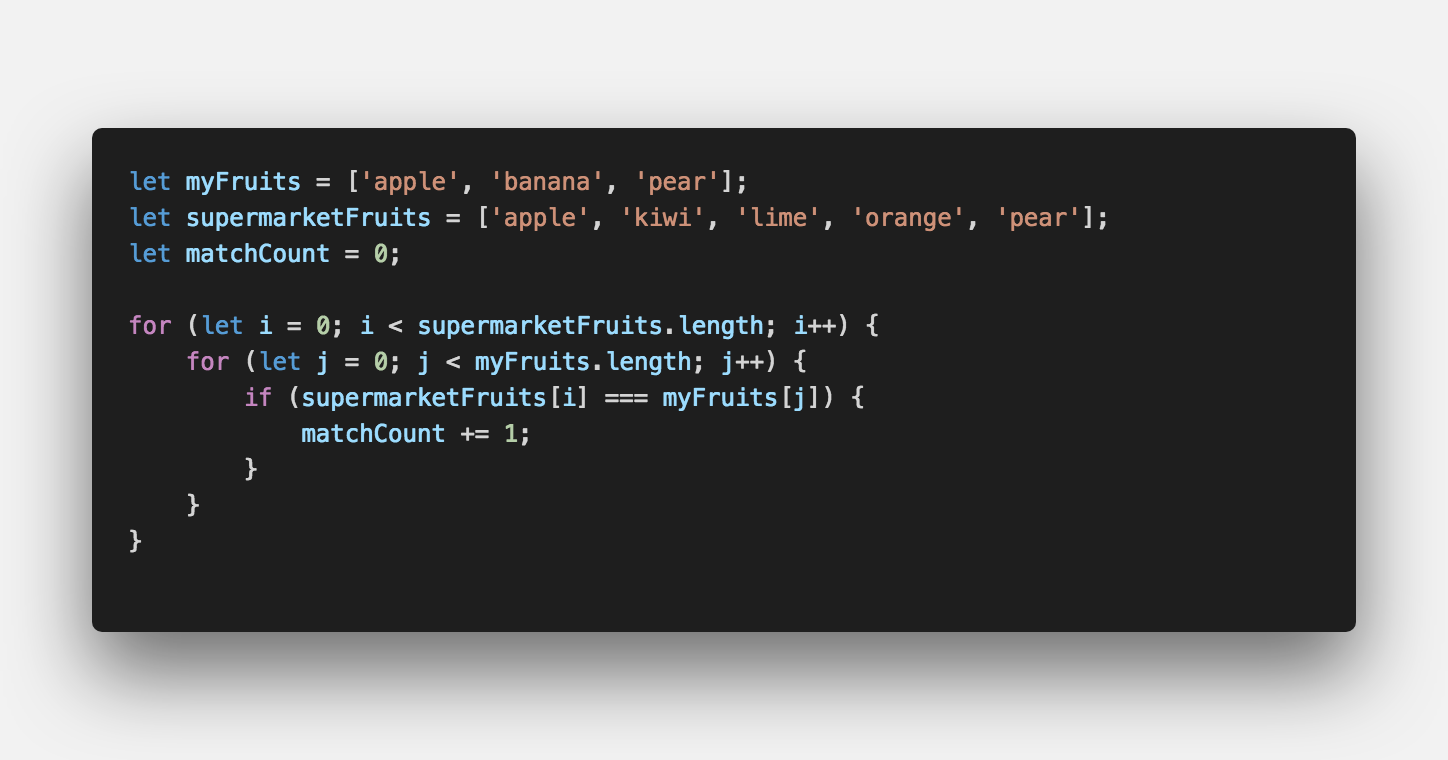 let myFruits = ['apple', 'banana', 'pear'];
let supermarketFruits = ['apple', 'kiwi', 'lime', 'orange', 'pear'];
let matchCount = 0;

for (let i = 0; i < supermarketFruits.length; i++) {
    for (let j = 0; j < myFruits.length; j++) {
        if (supermarketFruits[i] === myFruits[j]) {
            matchCount += 1;
        }
    }
}